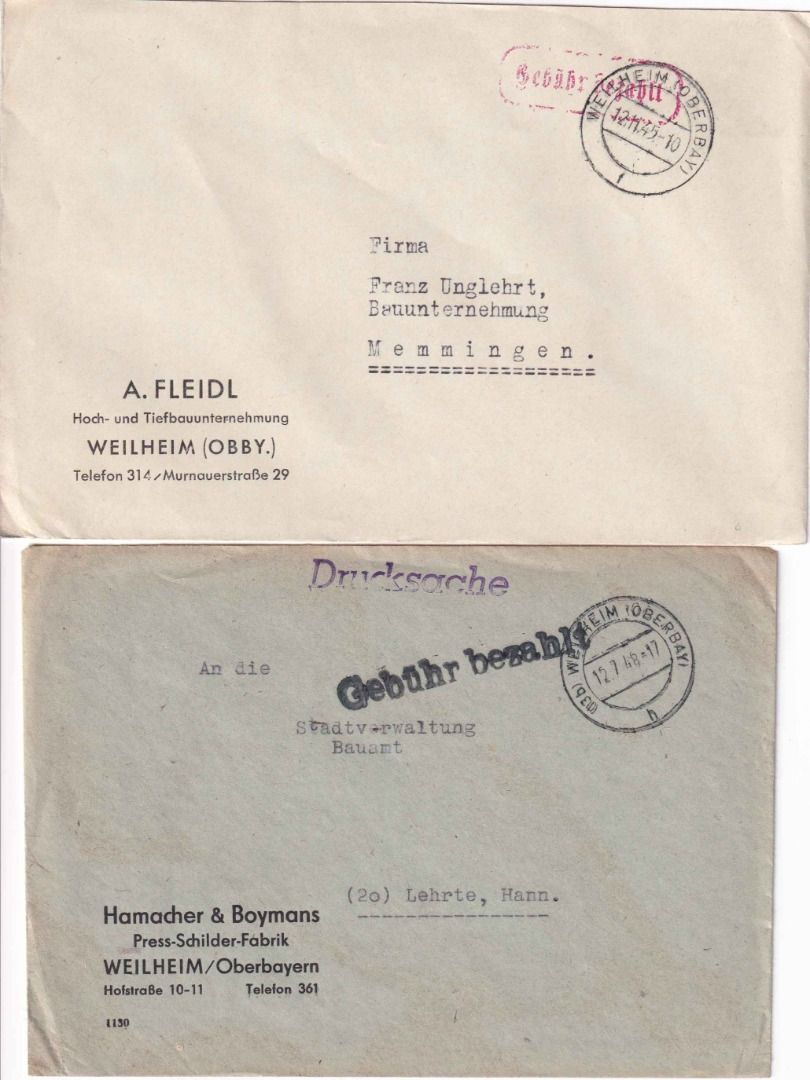 Gebühr bezahlt
WEILHEIM (OBERBAY)
12.11.45-10
f
Firma
Franz Unglehrt,
Bauunternehmung
Memmingen.
A. FLEIDL
Hoch- und Tiefbauunternehmung
WEILHEIM (OBBY.)
Telefon 314/Murnauerstraße 29
Drucksache
Gebühr bezahlt
(13b) WEILHEIM (OBERBAY)
12.7.48-17
h
An die
Stadtverwaltung
Bauamt
(20) Lehrte, Hann.
Hamacher & Boymans
Press-Schilder-Fabrik
WEILHEIM/Oberbayern
Hofstraße 10-11 Telefon 361
1130